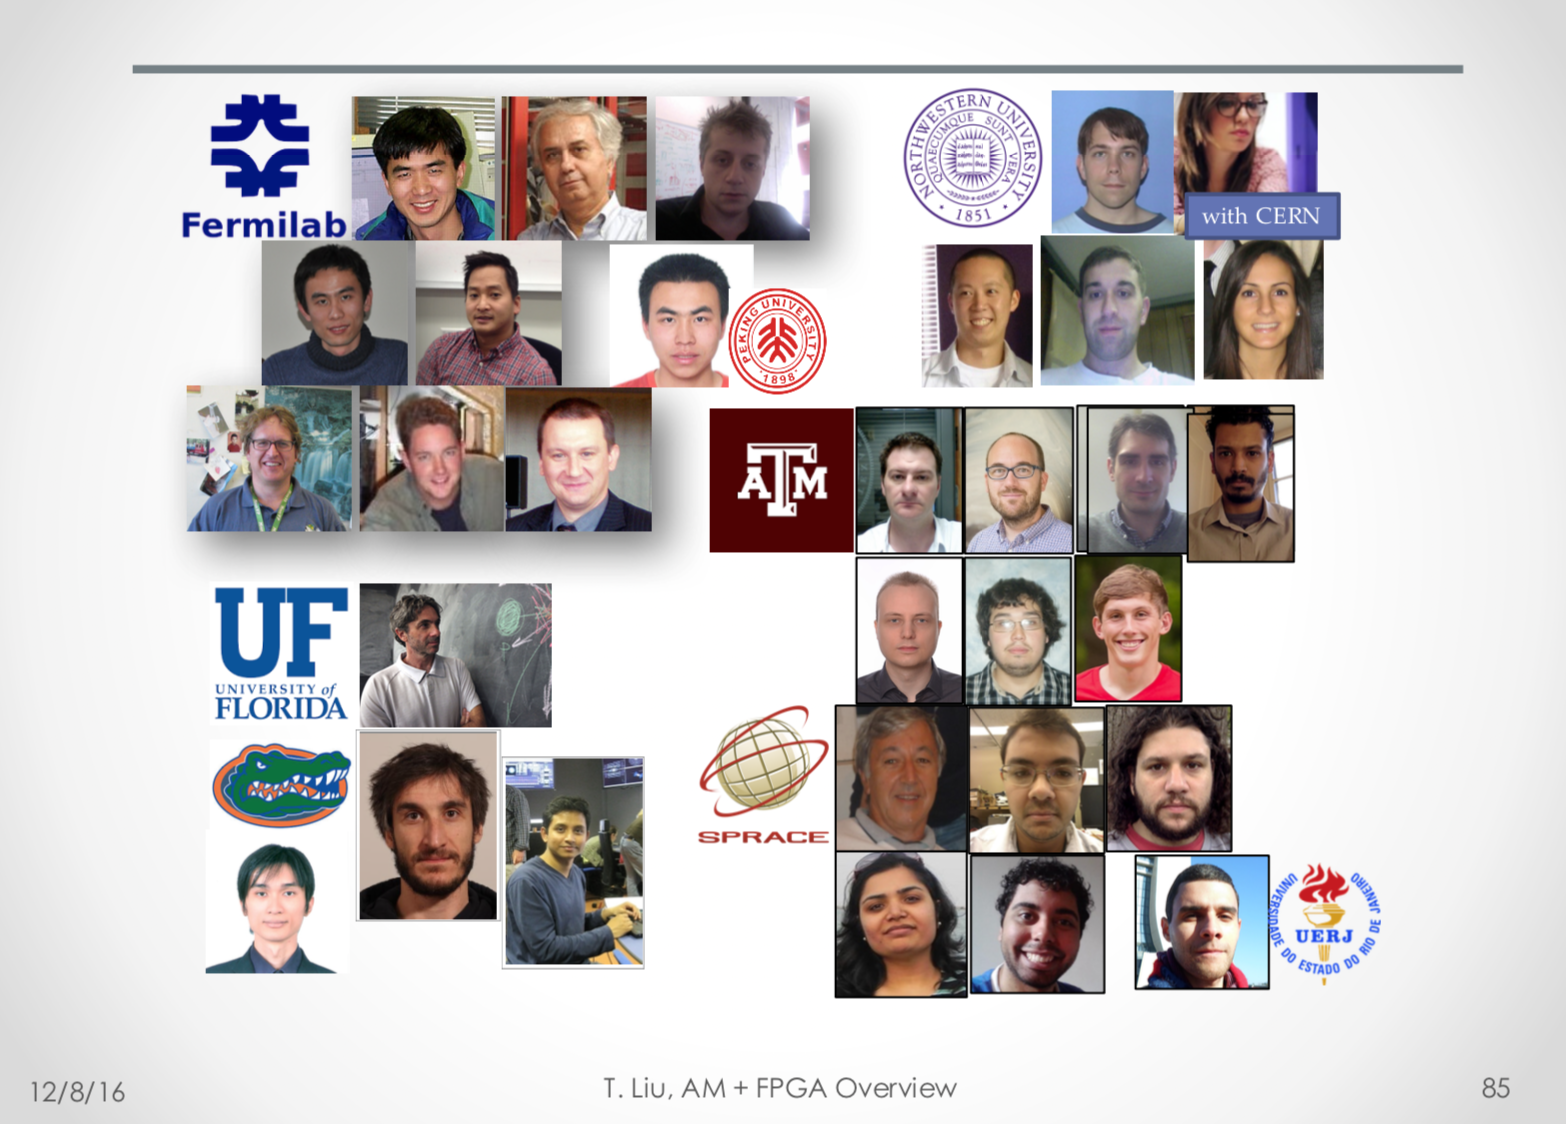 Fermilab
NORTHWESTERN UNIVERSITY
QUAECUMQUE SUNT VERA
1851
with CERN
PEKING UNIVERSITY
1898
ATM
UF
UNIVERSITY of
FLORIDA
SPRACE
UERJ
UNIVERSIDADE DO ESTADO DO RIO DE JANEIRO
12/8/16
T. Liu, AM + FPGA Overview
85